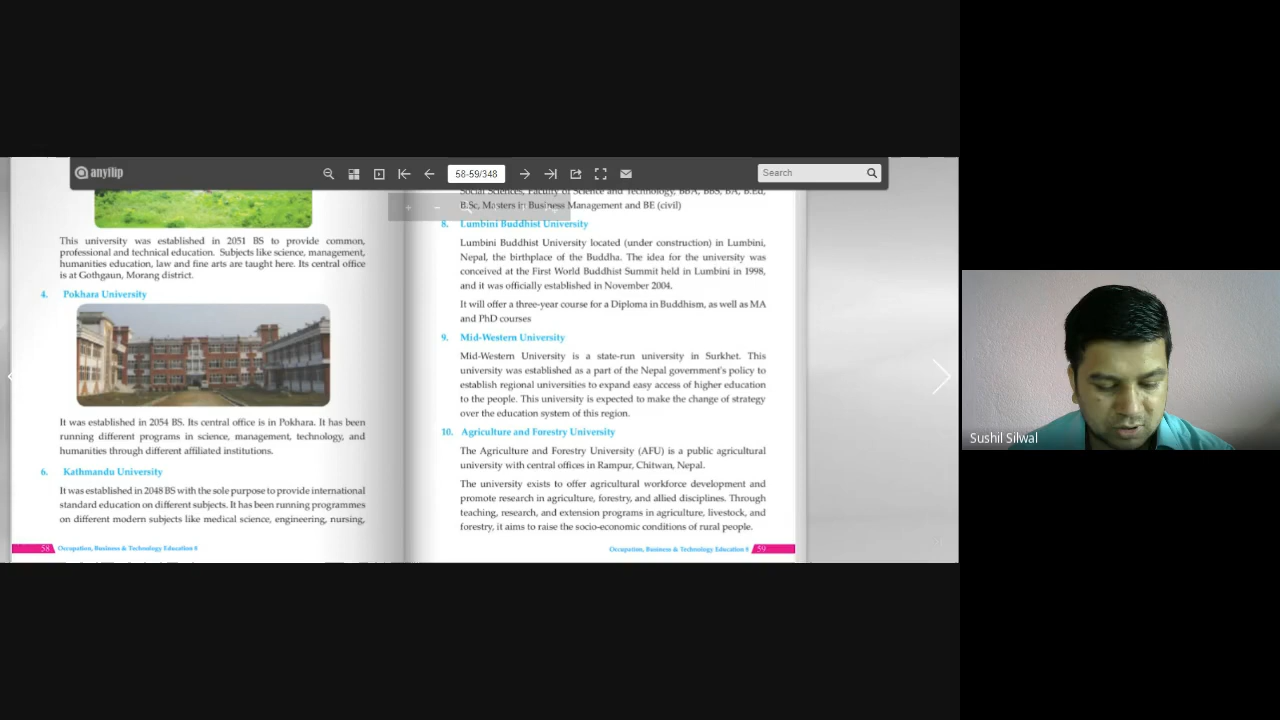 anyflip
58-59/348
Search
This university was established in 2051 BS to provide common,
professional and technical education. Subjects like science, management,
humanities education, law and fine arts are taught here. Its central office
is at Gothgaun, Morang district.
4. Pokhara University
It was established in 2054 BS. Its central office is in Pokhara. It has been
running different programs in science, management, technology, and
humanities through different affiliated institutions.
6. Kathmandu University
It was established in 2048 BS with the sole purpose to provide international
standard education on different subjects. It has been running programmes
on different modern subjects like medical science, engineering, nursing,
58 Occupation, Business & Technology Education 8
Social Sciences, Faculty of Science and Technology, BBA, BBS, BA, B.Ed,
B.Sc, Masters in Business Management and BE (civil)
8. Lumbini Buddhist University
Lumbini Buddhist University located (under construction) in Lumbini,
Nepal, the birthplace of the Buddha. The idea for the university was
conceived at the First World Buddhist Summit held in Lumbini in 1998,
and it was officially established in November 2004.
It will offer a three-year course for a Diploma in Buddhism, as well as MA
and PhD courses
9. Mid-Western University
Mid-Western University is a state-run university in Surkhet. This
university was established as a part of the Nepal government's policy to
establish regional universities to expand easy access of higher education
to the people. This university is expected to make the change of strategy
over the education system of this region.
10. Agriculture and Forestry University
The Agriculture and Forestry University (AFU) is a public agricultural
university with central offices in Rampur, Chitwan, Nepal.
The university exists to offer agricultural workforce development and
promote research in agriculture, forestry, and allied disciplines. Through
teaching, research, and extension programs in agriculture, livestock, and
forestry, it aims to raise the socio-economic conditions of rural people.
Occupation, Business & Technology Education 8 59
Sushil Silwal